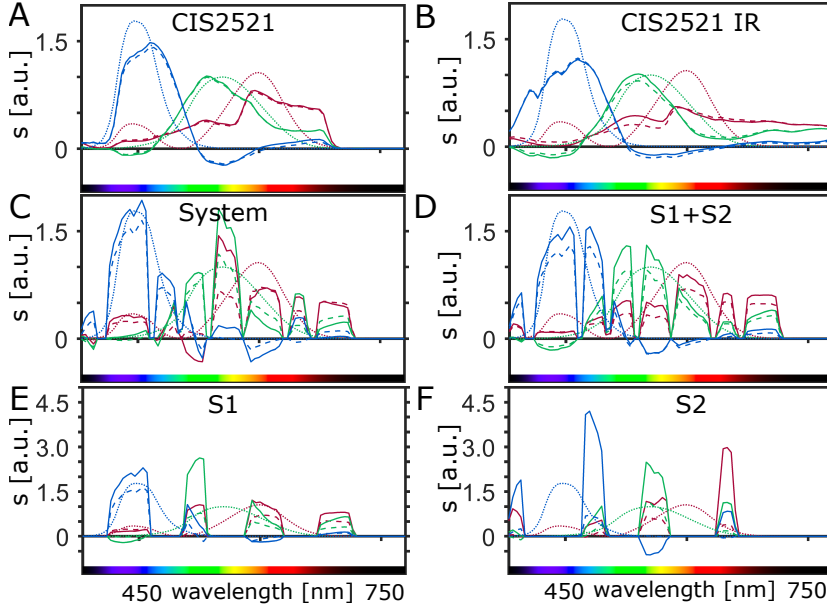 A
CIS2521
s [a.u.]
1.5
0
B
CIS2521 IR
s [a.u.]
1.5
0
C
System
s [a.u.]
1.5
0
D
S1+S2
s [a.u.]
1.5
0
E
S1
s [a.u.]
4.5
3.0
1.5
0
F
S2
s [a.u.]
4.5
3.0
1.5
0
450 wavelength [nm] 750
450 wavelength [nm] 750